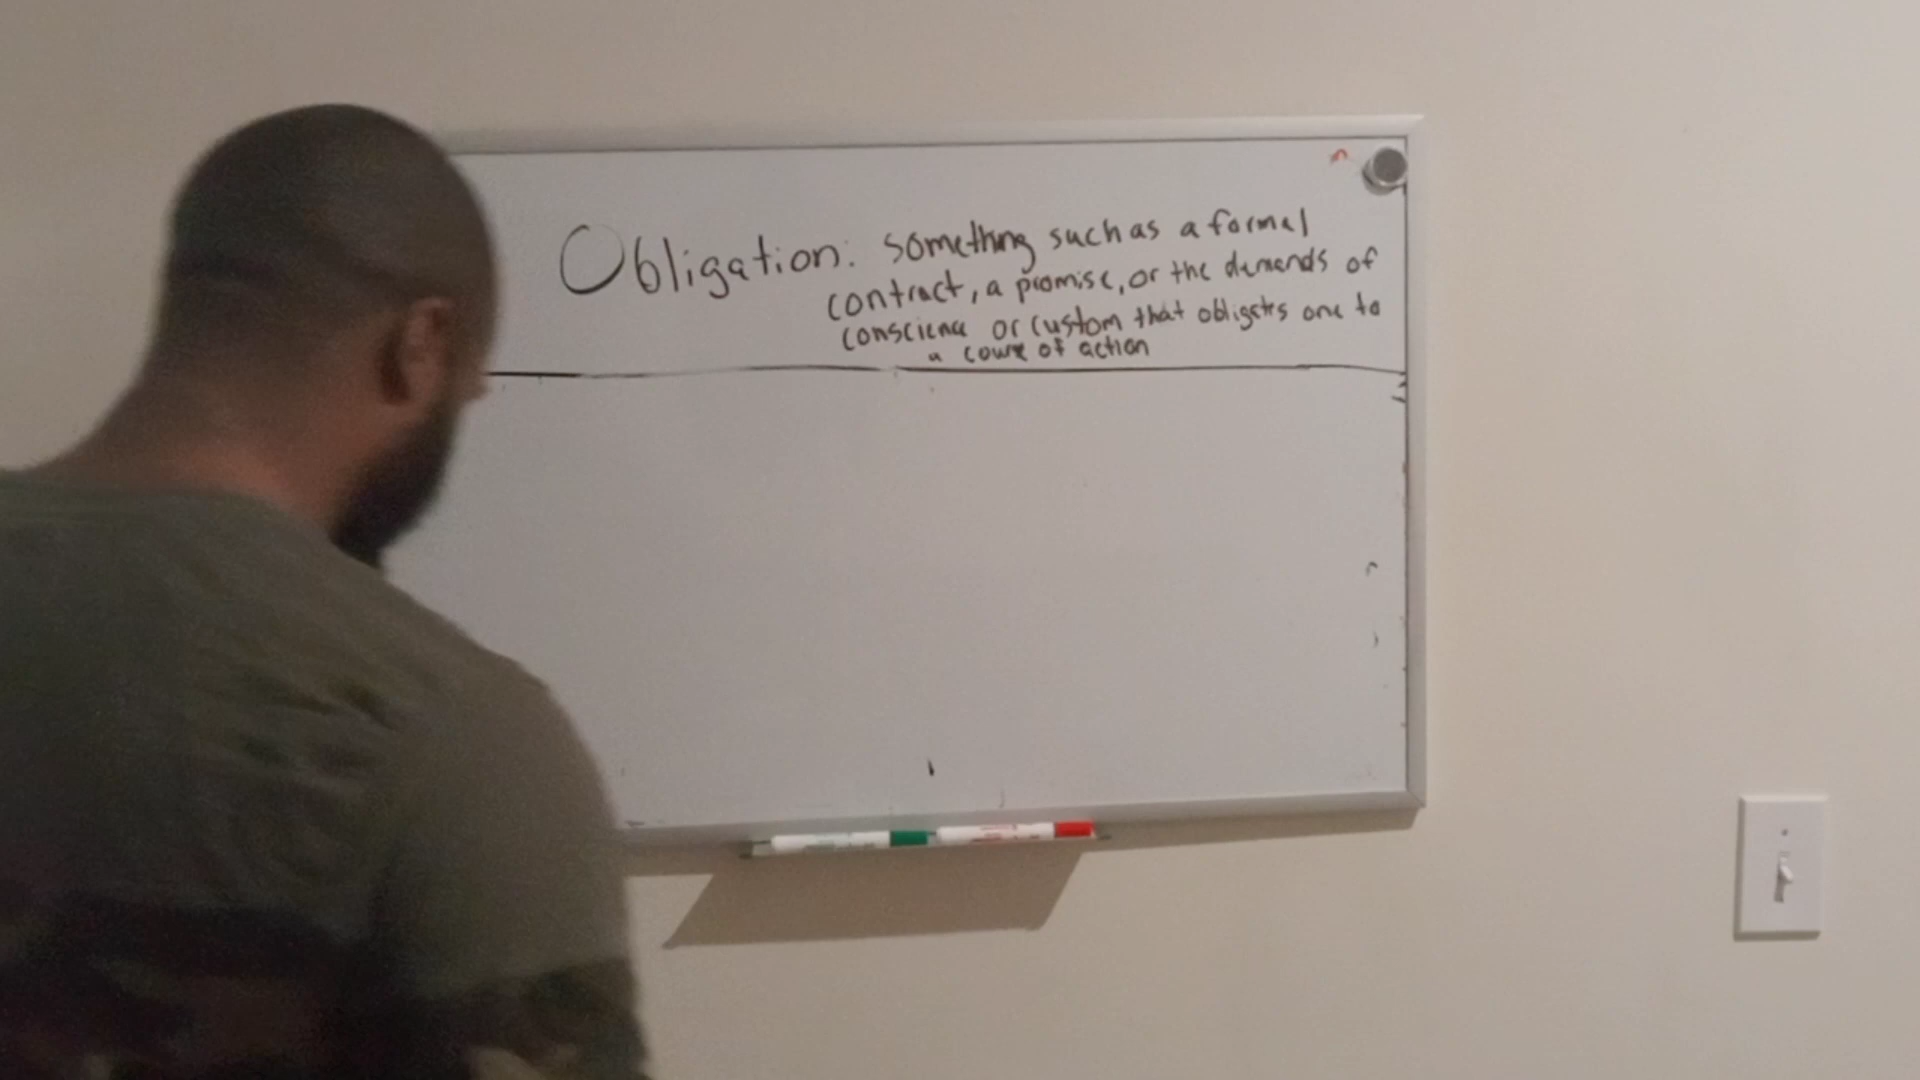 Obligation: something such as a formal
contract, a promise, or the demands of
conscience or custom that obligates one to
a course of action